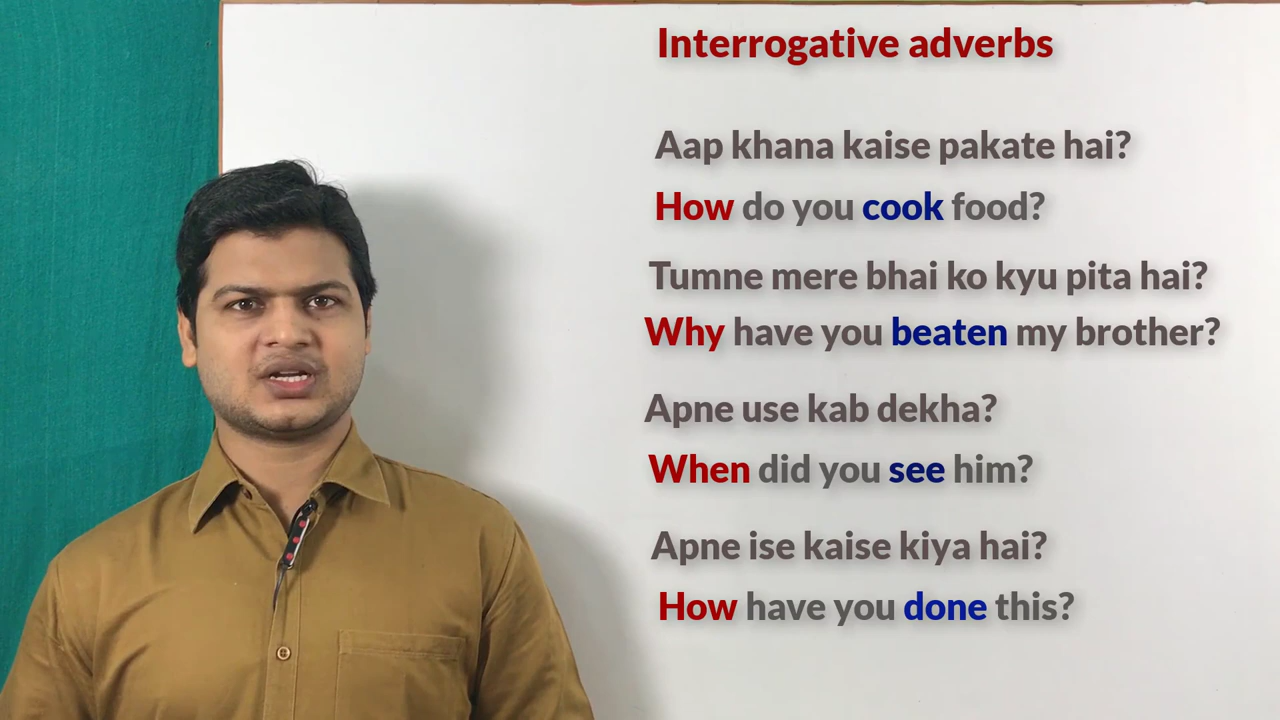 Interrogative adverbs
Aap khana kaise pakate hai?
How do you cook food?
Tumne mere bhai ko kyu pita hai?
Why have you beaten my brother?
Apne use kab dekha?
When did you see him?
Apne ise kaise kiya hai?
How have you done this?